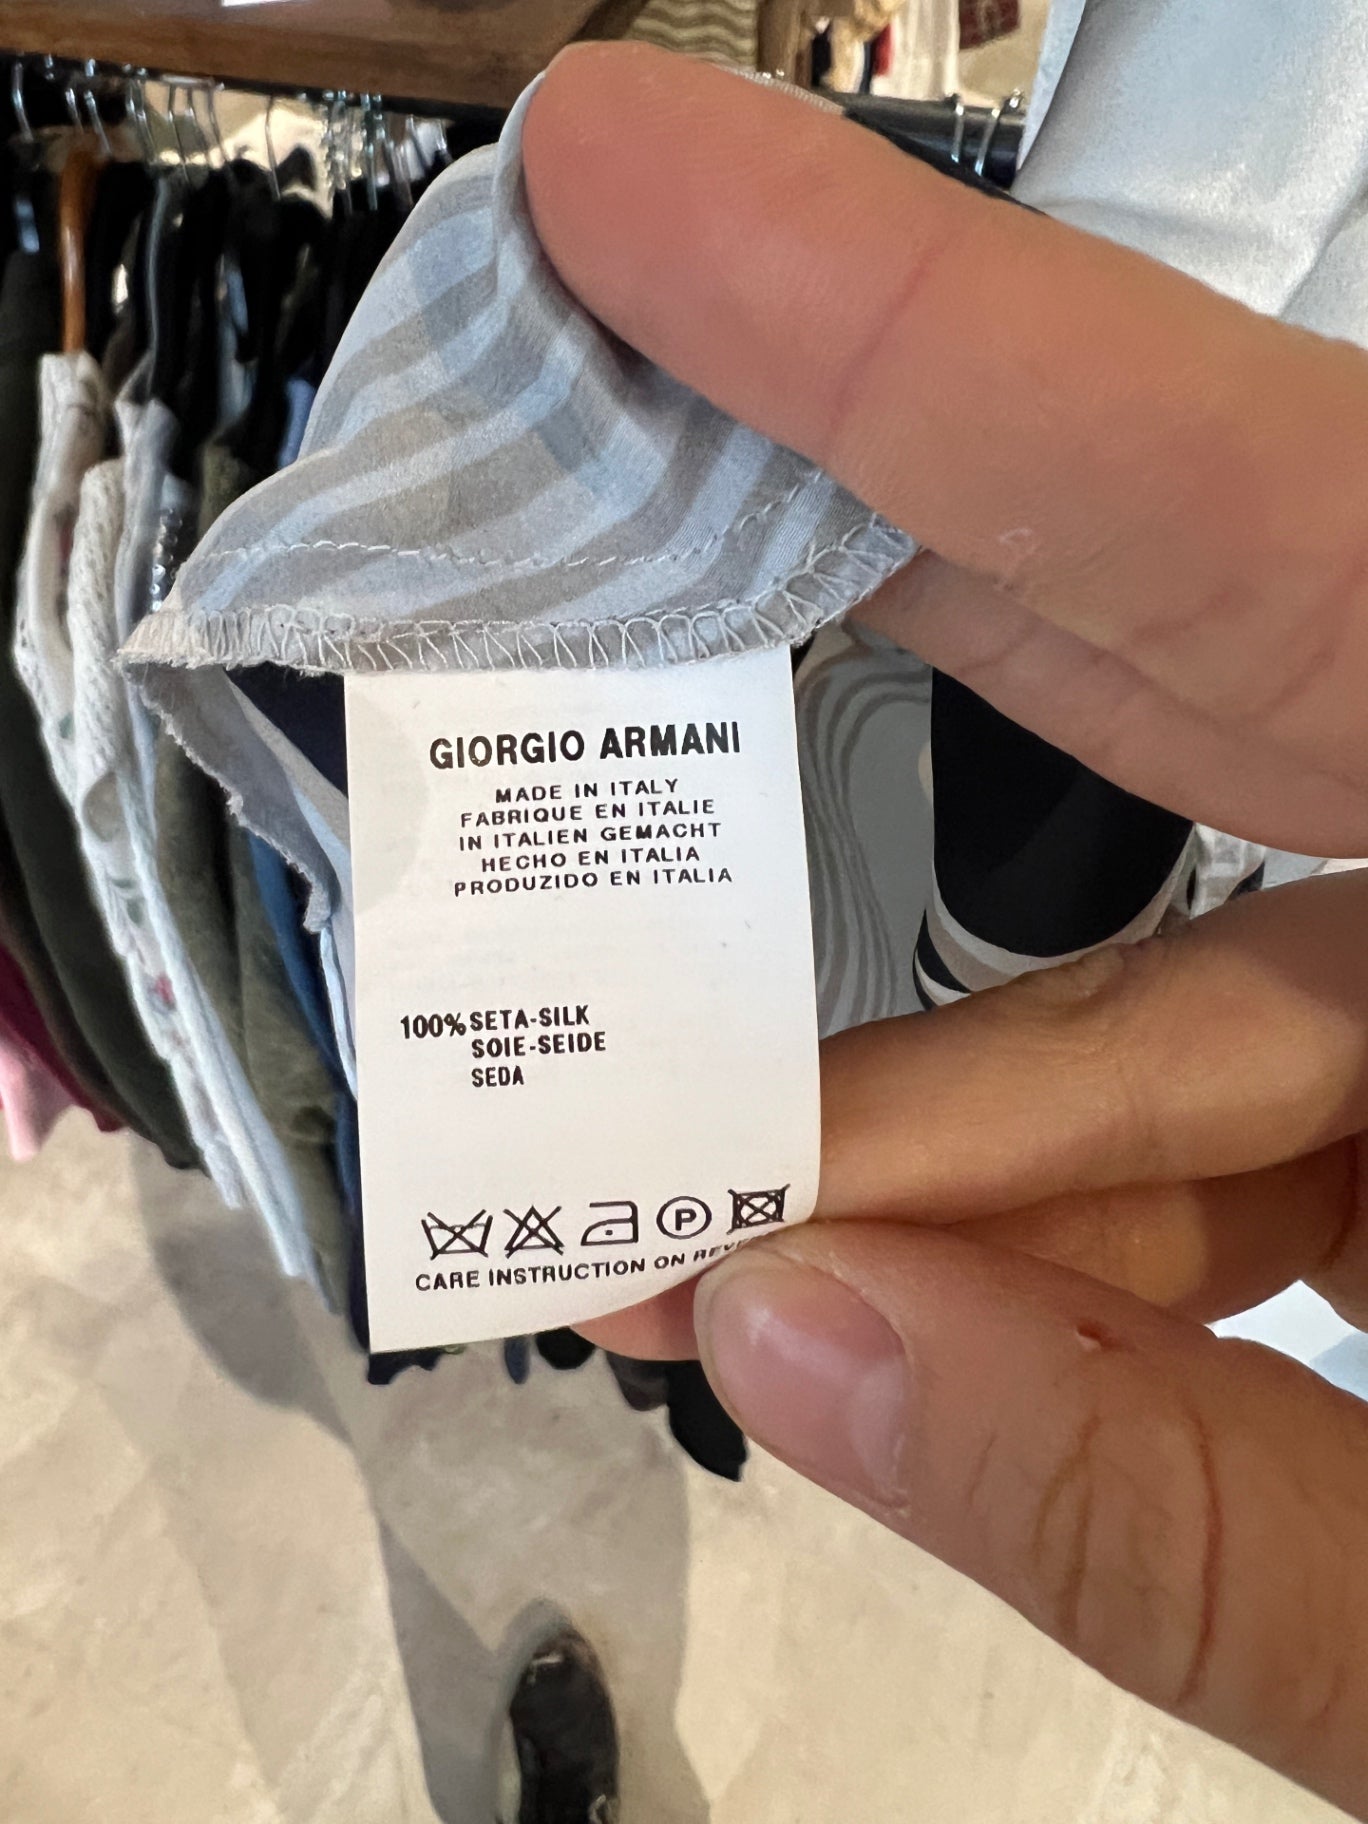 GIORGIO ARMANI
MADE IN ITALY
FABRIQUE EN ITALIE
IN ITALIEN GEMACHT
HECHO EN ITALIA
PRODUZIDO EN ITALIA
100% SETA-SILK
SOIE-SEIDE
SEDA
P
CARE INSTRUCTION ON